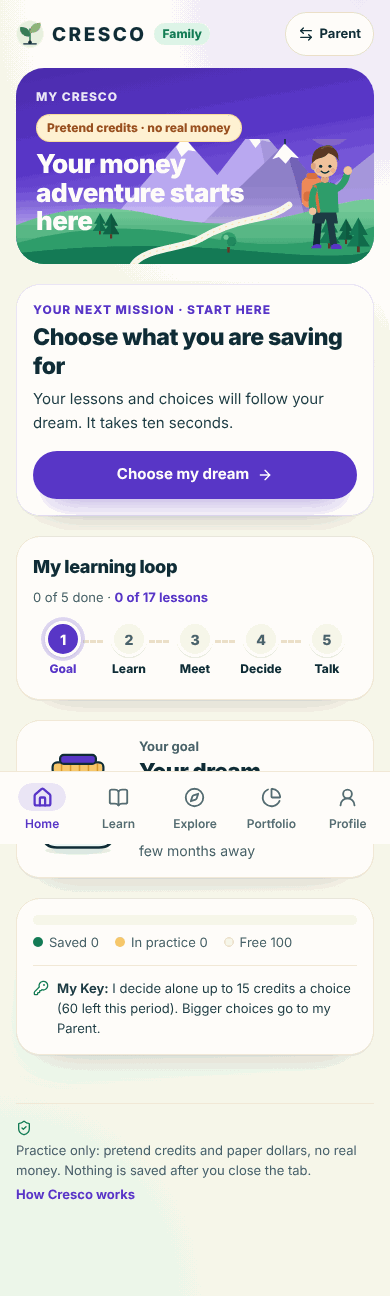 CRESCO Family Parent
MY CRESCO
Pretend credits · no real money
Your money
adventure starts
here
YOUR NEXT MISSION · START HERE
Choose what you are saving
for
Your lessons and choices will follow your
dream. It takes ten seconds.
Choose my dream →
My learning loop
0 of 5 done · 0 of 17 lessons
1 2 3 4 5
Goal Learn Meet Decide Talk
Your goal
Your dream
Home Learn Explore Portfolio Profile
few months away
Saved 0 In practice 0 Free 100
My Key: I decide alone up to 15 credits a choice
(60 left this period). Bigger choices go to my
Parent.
Practice only: pretend credits and paper dollars, no real
money. Nothing is saved after you close the tab.
How Cresco works